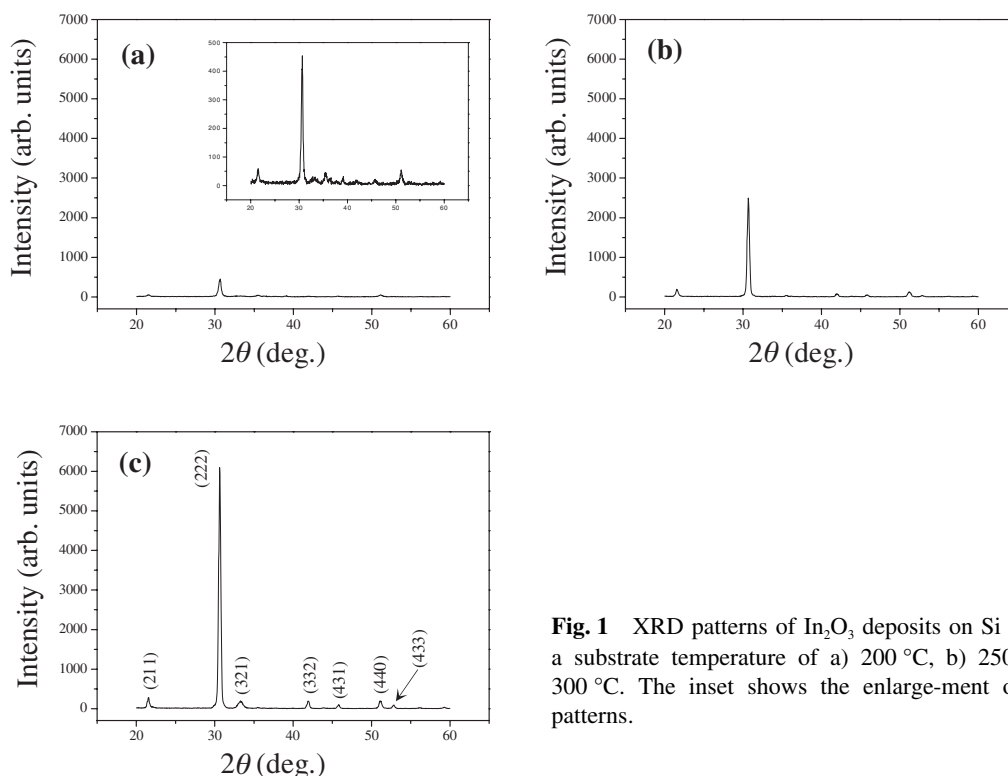 7000
6000
5000
4000
3000
2000
1000
0
Intensity (arb. units)
(a)
500
400
300
200
100
0
20 30 40 50 60
20 30 40 50 60
2θ (deg.)
7000
6000
5000
4000
3000
2000
1000
0
Intensity (arb. units)
(b)
20 30 40 50 60
2θ (deg.)
7000
6000
5000
4000
3000
2000
1000
0
Intensity (arb. units)
(c)
(211)
(222)
(321)
(332)
(431)
(440)
(433)
20 30 40 50 60
2θ (deg.)
Fig. 1 XRD patterns of In₂O₃ deposits on Si
a substrate temperature of a) 200 °C, b) 250
300 °C. The inset shows the enlarge-ment o
patterns.